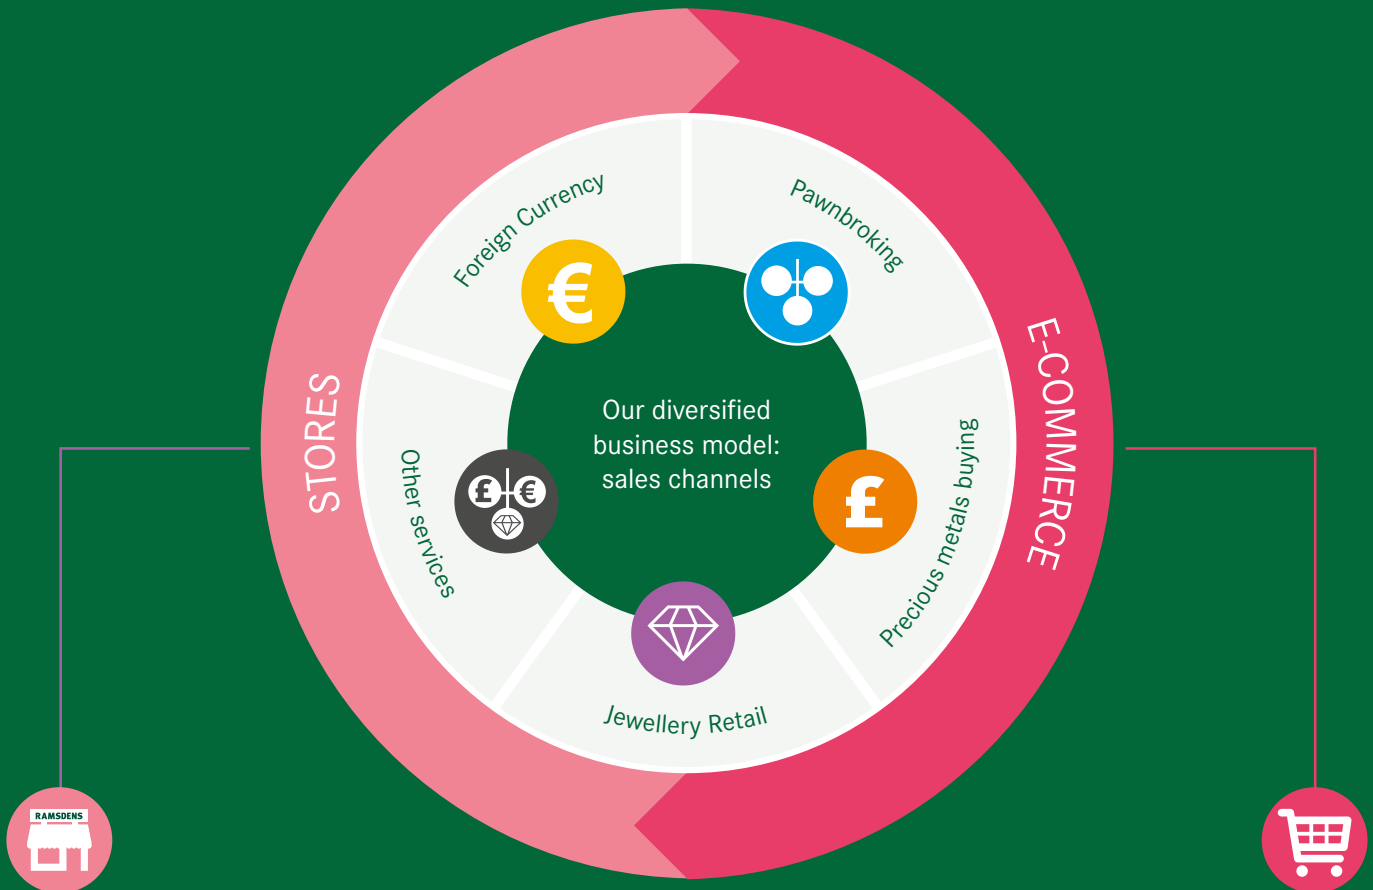 Foreign Currency
Pawnbroking
E-COMMERCE
STORES
Our diversified
business model:
sales channels
Other services
Precious metals buying
Jewellery Retail
£
€
€
£
RAMSDENS